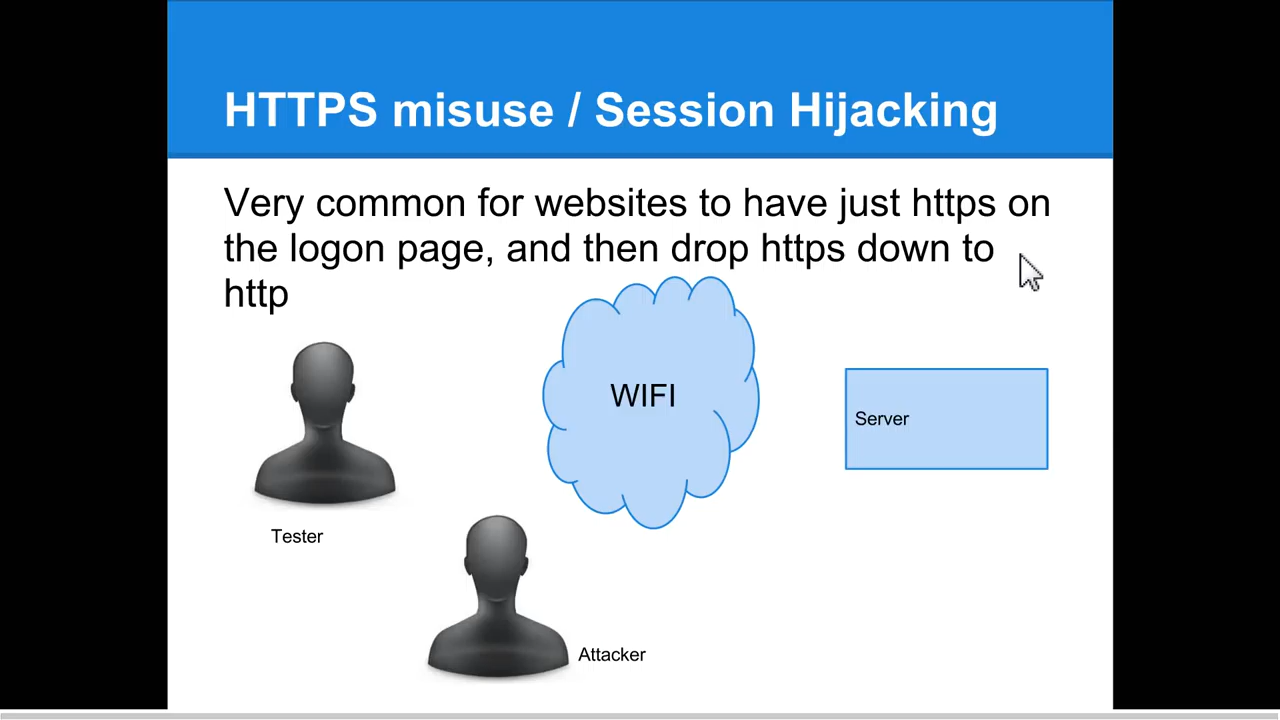 HTTPS misuse / Session Hijacking
Very common for websites to have just https on
the logon page, and then drop https down to
http
WIFI
Server
Tester
Attacker